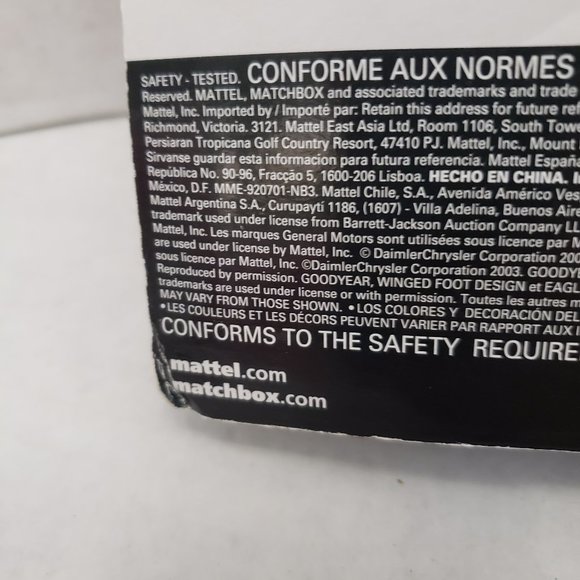 SAFETY - TESTED. CONFORME AUX NORMES
Reserved. MATTEL, MATCHBOX and associated trademarks and trade
Mattel, Inc. Imported by / Importé par: Retain this address for future
Richmond, Victoria. 3121. Mattel East Asia Ltd, Room 1106, South
Persiaran Tropicana Golf Country Resort, 47410 PJ. Mattel, Inc., Mount
Sirvanse guardar esta informacion para futura referencia. Mattel España
República No. 90-96, Fracção 5, 1600-206 Lisboa. HECHO EN CHINA.
México, D.F. MME-920701-NB3. Mattel Chile, S.A., Avenida Américo
Mattel Argentina S.A., Curupaytí 1186, (1607) - Villa Adelina, Buenos
trademark used under license from Barrett-Jackson Auction Company
Mattel, Inc. Les marques General Motors sont utilisées sous licence par
are used under license by Mattel, Inc. © DaimlerChrysler Corporation
sous licence par Mattel, Inc. ©DaimlerChrysler Corporation 2003.
Reproduced by permission. GOODYEAR, WINGED FOOT DESIGN et
trademarks are used under license or with permission. Toutes les autres
MAY VARY FROM THOSE SHOWN. • LOS COLORES Y DECORACIÓN DEL
• LES COULEURS ET LES DÉCORS PEUVENT VARIER PAR RAPPORT AUX
CONFORMS TO THE SAFETY
mattel.com
matchbox.com